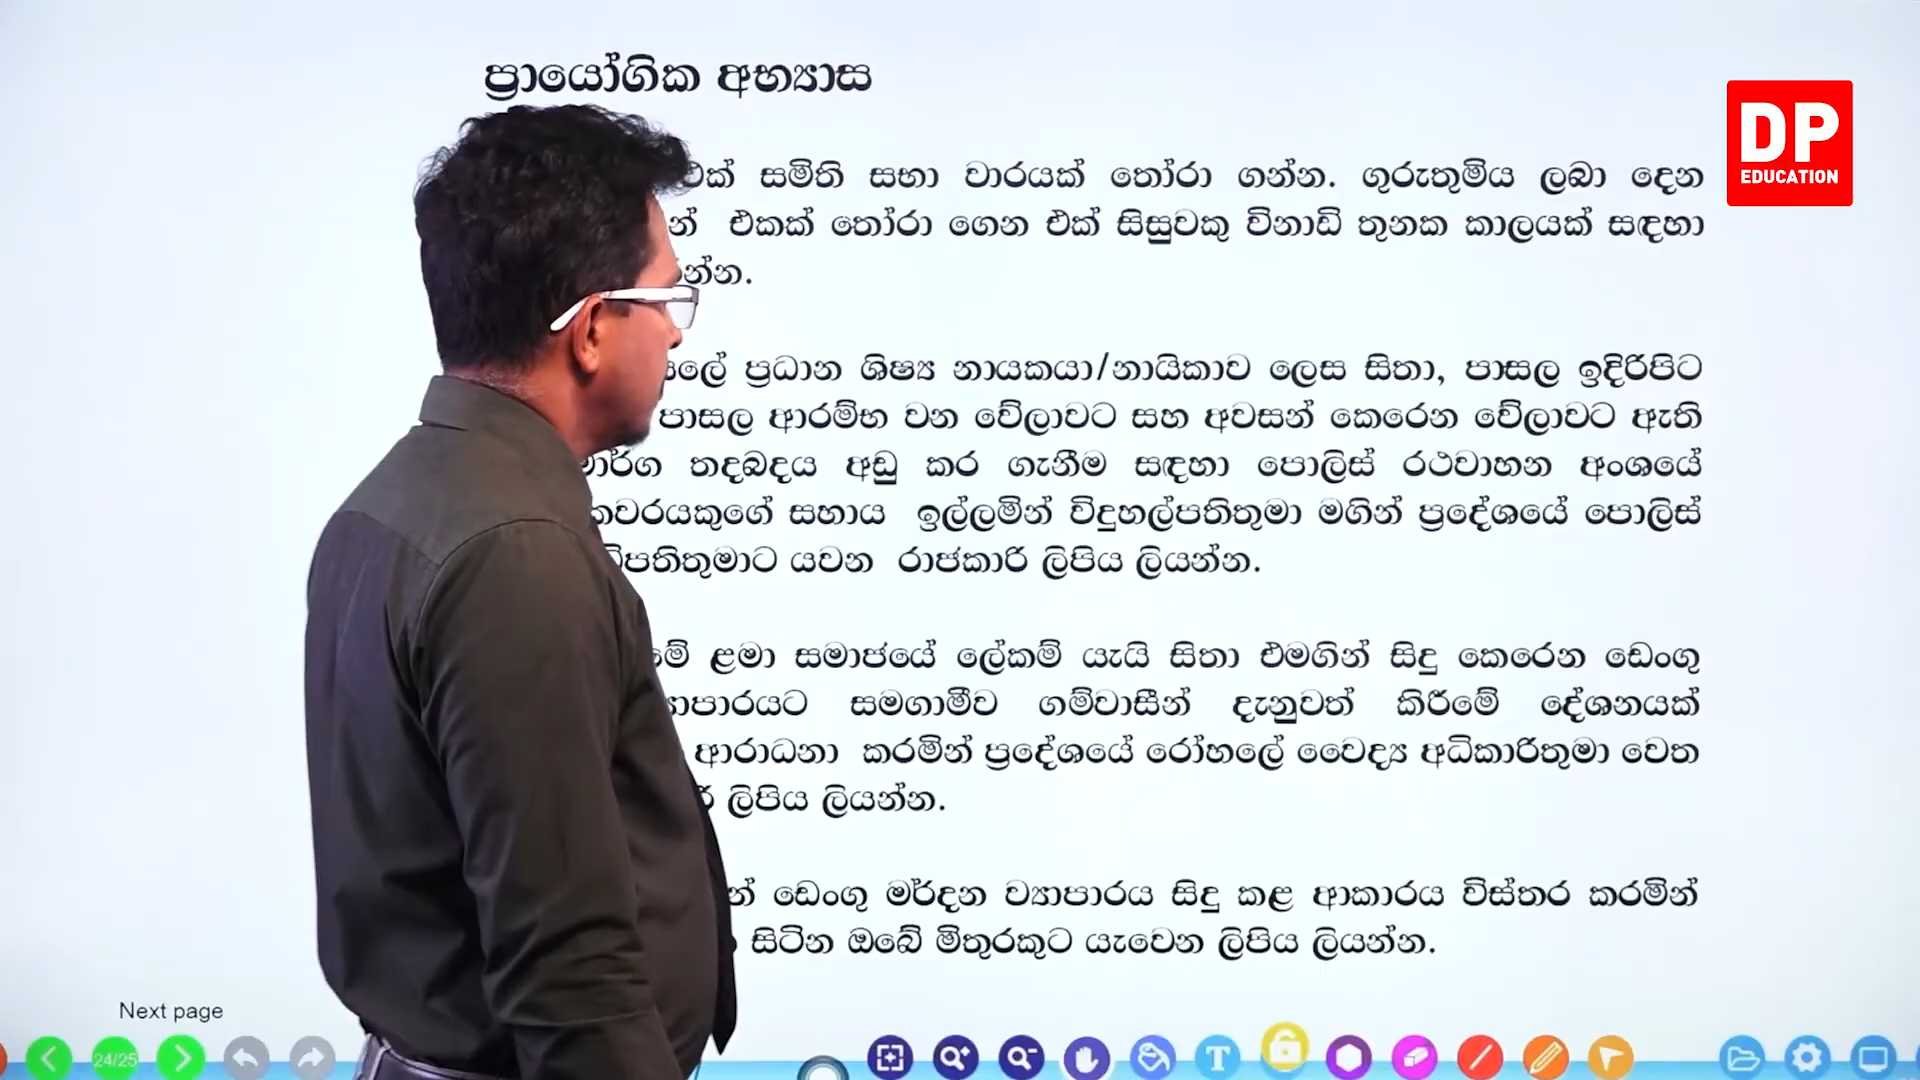 ප්‍රායෝගික අභ්‍යාස
එක් සමිති සභා වාරයක් තෝරා ගන්න. ගුරුතුමිය ලබා දෙන
එකක් තෝරා ගෙන එක් සිසුවකු විනාඩි තුනක කාලයක් සඳහා
ප්‍රධාන ශිෂ්‍ය නායකයා/නායිකාව ලෙස සිතා, පාසල ඉදිරිපිට
පාසල ආරම්භ වන වේලාවට සහ අවසන් කෙරෙන වේලාවට ඇති
මාර්ග තදබදය අඩු කර ගැනීම සඳහා පොලිස් රථවාහන අංශයේ
සහාය ඉල්ලමින් විදුහල්පතිතුමා මගින් ප්‍රදේශයේ පොලිස්
යවන රාජකාරි ලිපිය ලියන්න.
ළමා සමාජයේ ලේකම් යැයි සිතා එමගින් සිදු කෙරෙන ඩෙංගු
සමගාමීව ගම්වාසීන් දැනුවත් කිරීමේ දේශනයක්
ආරාධනා කරමින් ප්‍රදේශයේ රෝහලේ වෛද්‍ය අධිකාරිතුමා වෙත
ලිපිය ලියන්න.
ඩෙංගු මර්දන ව්‍යාපාරය සිදු කළ ආකාරය විස්තර කරමින්
සිටින ඔබේ මිතුරකුට යැවෙන ලිපිය ලියන්න.
DP
EDUCATION
Next page
24/25
T